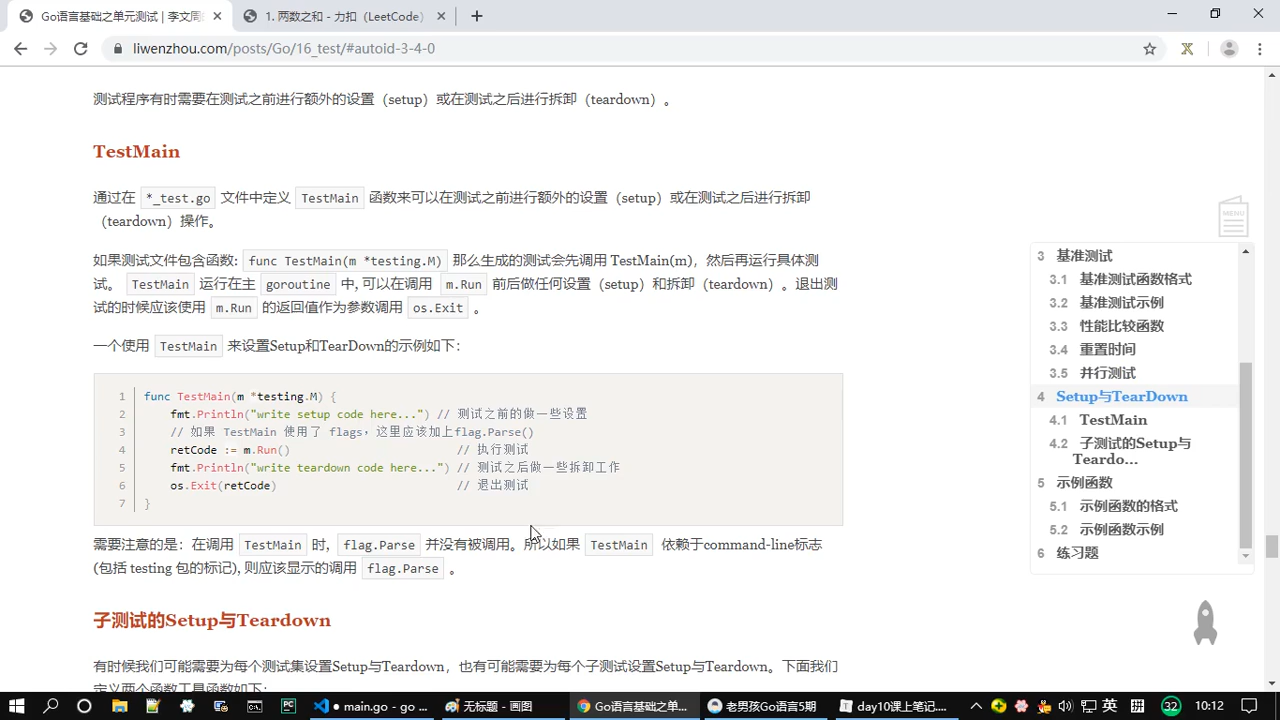 Go语言基础之单元测试 | 李文周
1. 两数之和 - 力扣（LeetCode）
liwenzhou.com/posts/Go/16_test/#autoid-3-4-0
测试程序有时需要在测试之前进行额外的设置（setup）或在测试之后进行拆卸（teardown）。
TestMain
通过在 *_test.go 文件中定义 TestMain 函数来可以在测试之前进行额外的设置（setup）或在测试之后进行拆卸
（teardown）操作。
如果测试文件包含函数: func TestMain(m *testing.M) 那么生成的测试会先调用 TestMain(m)，然后再运行具体测
试。 TestMain 运行在主 goroutine 中, 可以在调用 m.Run 前后做任何设置（setup）和拆卸（teardown）。退出测
试的时候应该使用 m.Run 的返回值作为参数调用 os.Exit 。
一个使用 TestMain 来设置Setup和TearDown的示例如下：
1 func TestMain(m *testing.M) {
2 fmt.Println("write setup code here...") // 测试之前的做一些设置
3 // 如果 TestMain 使用了 flags，这里应该加上flag.Parse()
4 retCode := m.Run() // 执行测试
5 fmt.Println("write teardown code here...") // 测试之后做一些拆卸工作
6 os.Exit(retCode) // 退出测试
7 }
需要注意的是：在调用 TestMain 时, flag.Parse 并没有被调用。所以如果 TestMain 依赖于command-line标志
(包括 testing 包的标记), 则应该显示的调用 flag.Parse 。
子测试的Setup与Teardown
有时候我们可能需要为每个测试集设置Setup与Teardown，也有可能需要为每个子测试设置Setup与Teardown。下面我们
定义两个函数工具函数如下：
MENU
3 基准测试
3.1 基准测试函数格式
3.2 基准测试示例
3.3 性能比较函数
3.4 重置时间
3.5 并行测试
4 Setup与TearDown
4.1 TestMain
4.2 子测试的Setup与
Teardo...
5 示例函数
5.1 示例函数的格式
5.2 示例函数示例
6 练习题
● main.go - go ...
无标题 - 画图
Go语言基础之单...
老男孩Go语言5期
day10课上笔记....
英
拼
32
10:12